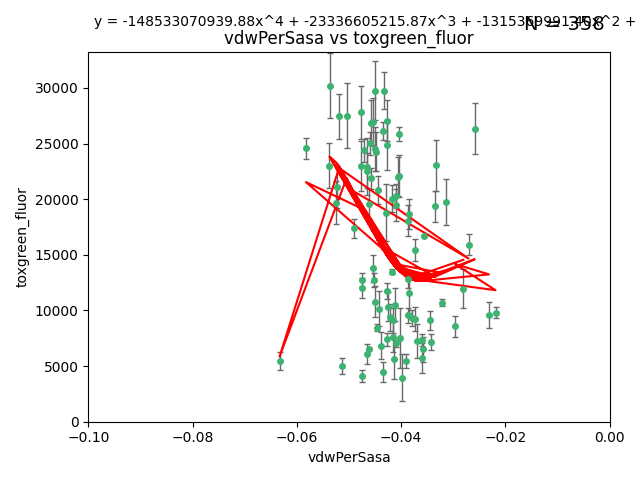 y = -148533070939.88x^4 + -23336605215.87x^3 + x^2 +
N = 358
vdwPerSasa vs toxgreen_fluor
30000
25000
20000
15000
10000
5000
0
toxgreen_fluor
−0.10 −0.08 −0.06 −0.04 −0.02 0.00
vdwPerSasa